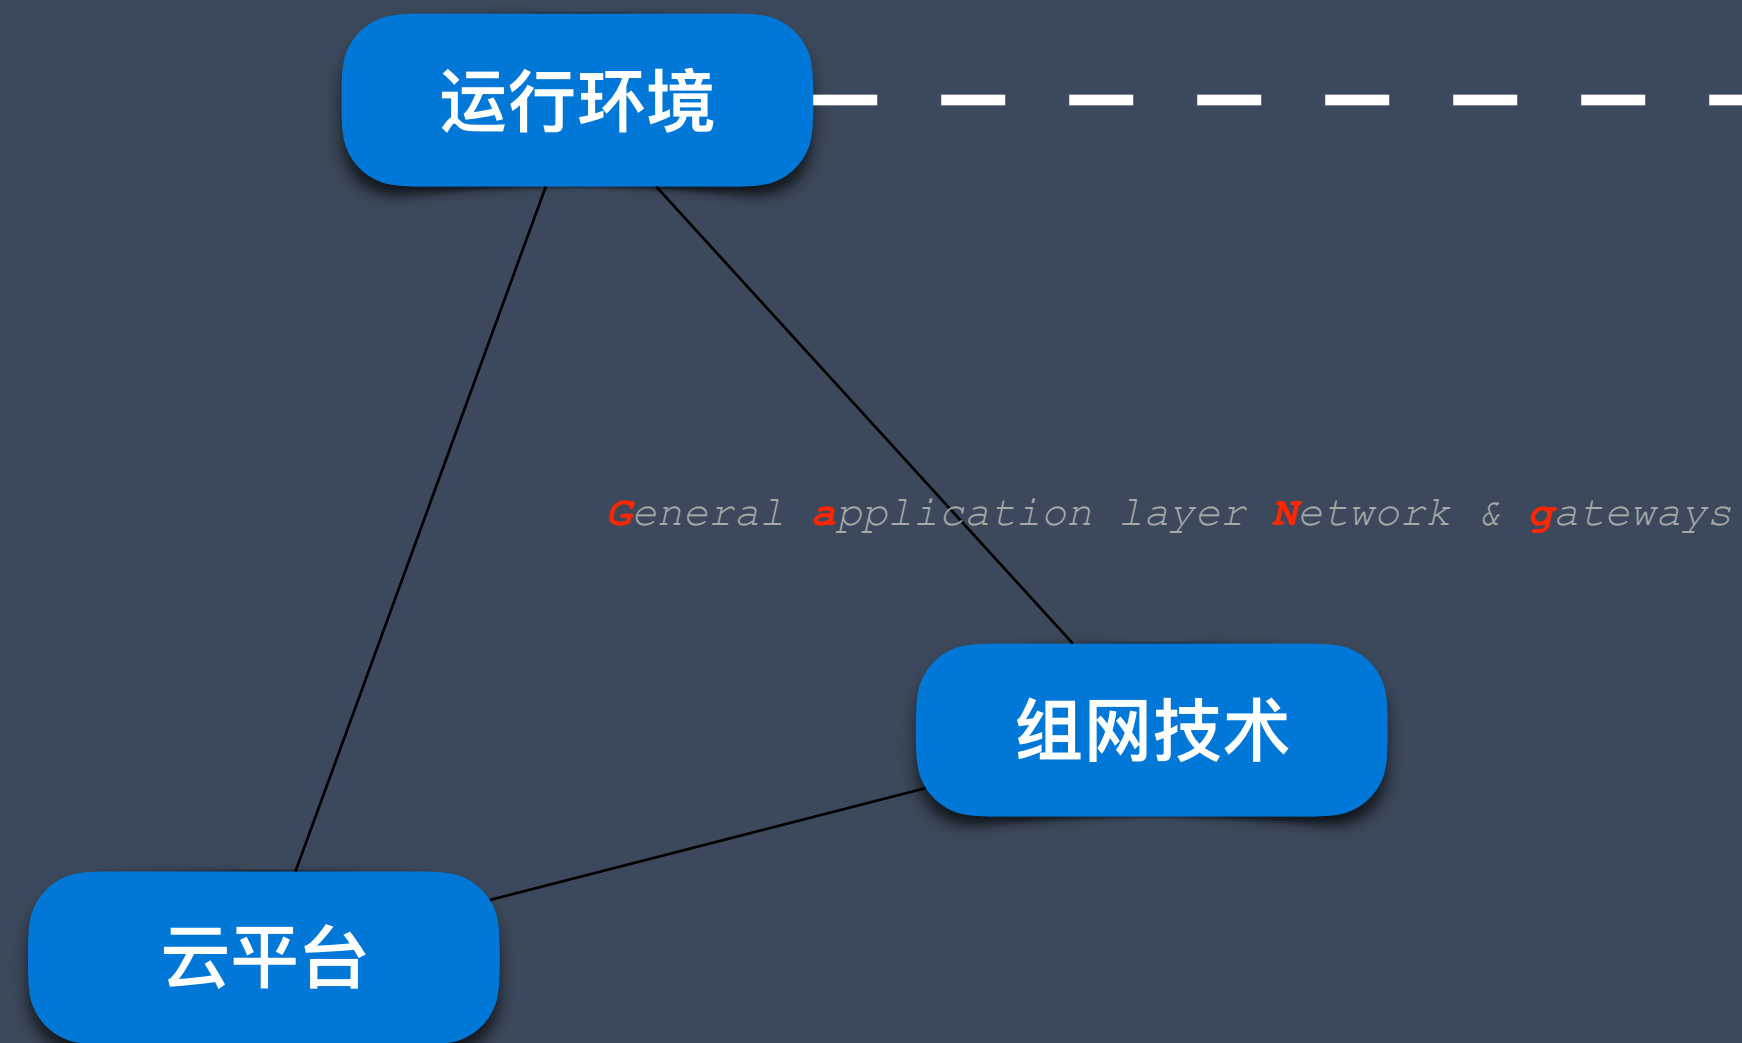 运行环境
General application layer Network & gateways
组网技术
云平台